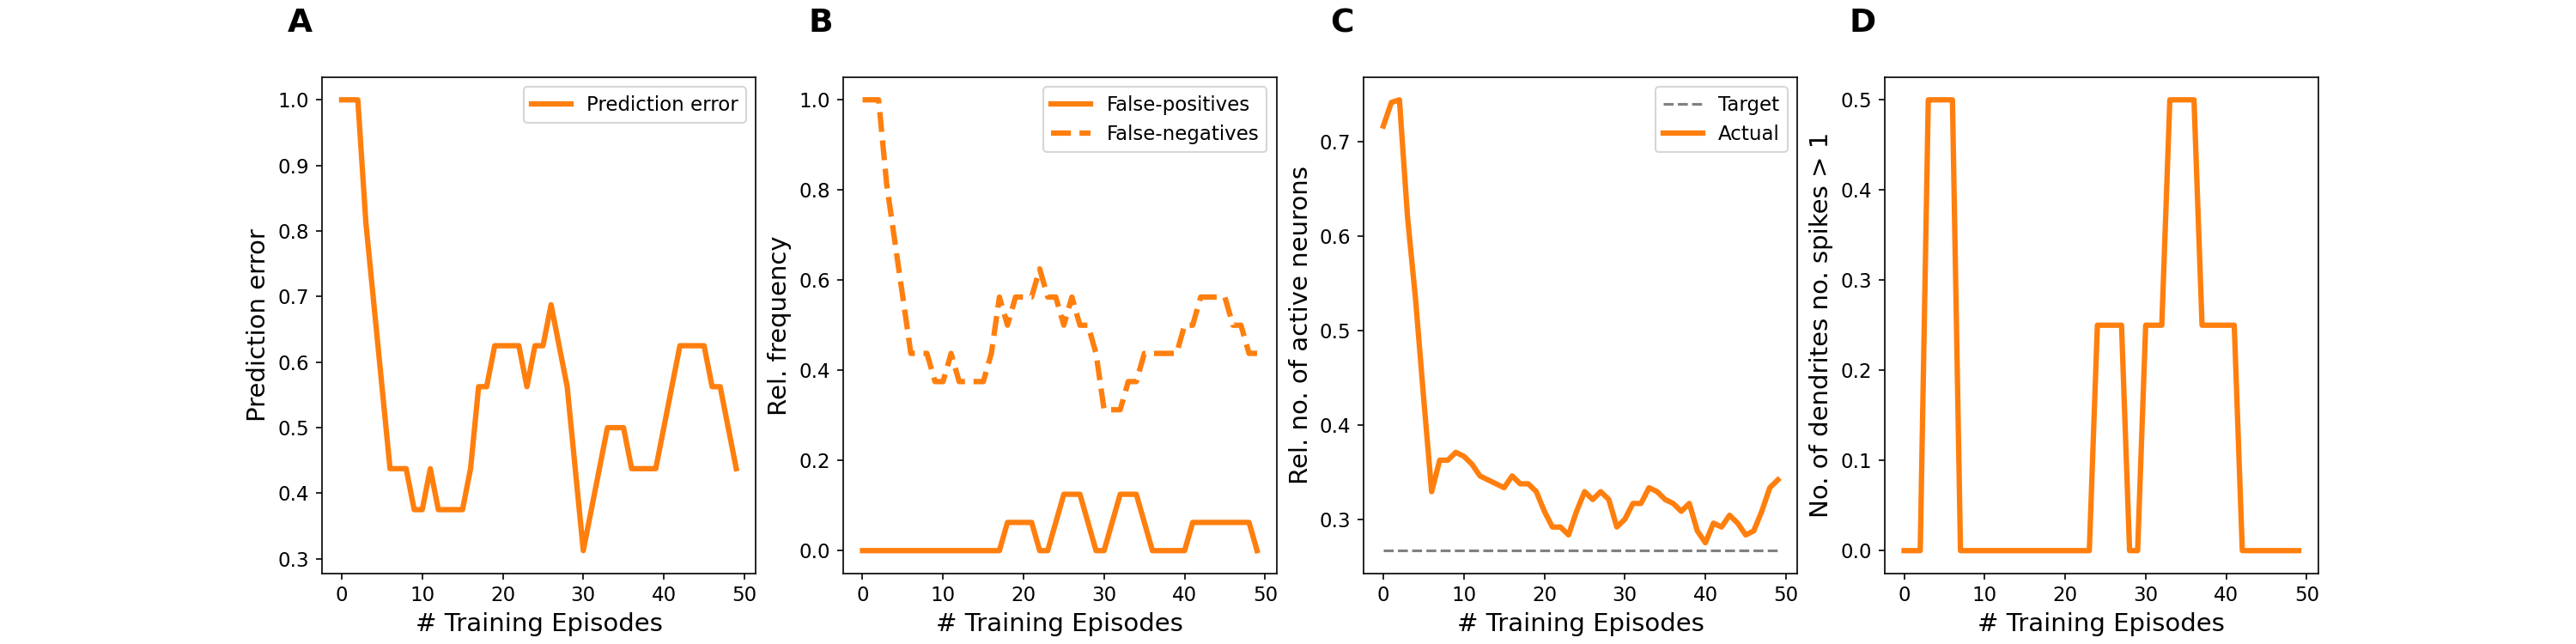 A
B
C
D
Prediction error
1.0
0.9
0.8
0.7
0.6
0.5
0.4
0.3
0
10
20
30
40
50
# Training Episodes
Prediction error
Rel. frequency
1.0
0.8
0.6
0.4
0.2
0.0
0
10
20
30
40
50
# Training Episodes
False-positives
False-negatives
Rel. no. of active neurons
0.7
0.6
0.5
0.4
0.3
0
10
20
30
40
50
# Training Episodes
Target
Actual
No. of dendrites no. spikes > 1
0.5
0.4
0.3
0.2
0.1
0.0
0
10
20
30
40
50
# Training Episodes